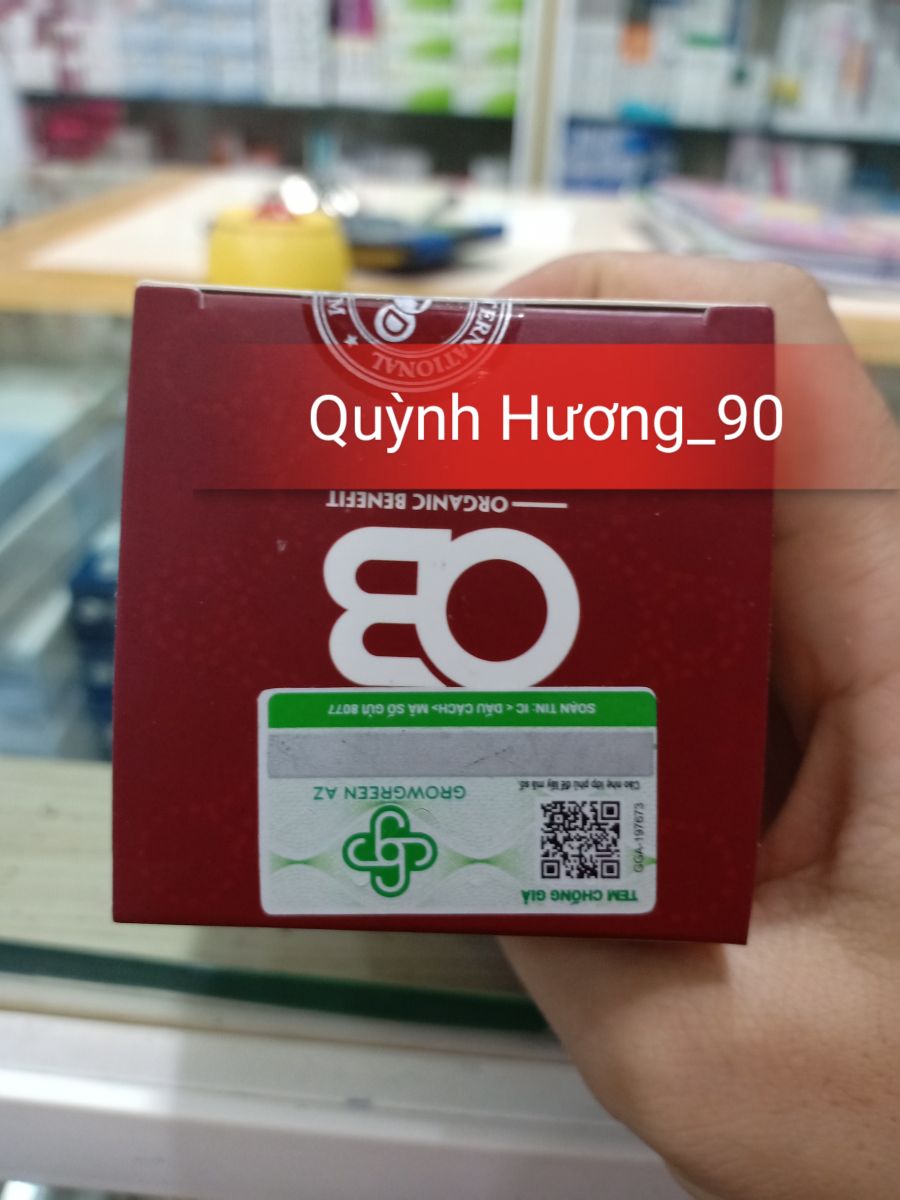 M ★ INTERNATIONAL
Quỳnh Hương_90
TEM CHỐNG GIẢ
GGA-197673
GROWGREEN AZ
Cào nhẹ lớp phủ để lấy mã số.
SOẠN TIN: IC < DẤU CÁCH> MÃ SỐ GỬI 8077
OB
ORGANIC BENEFIT